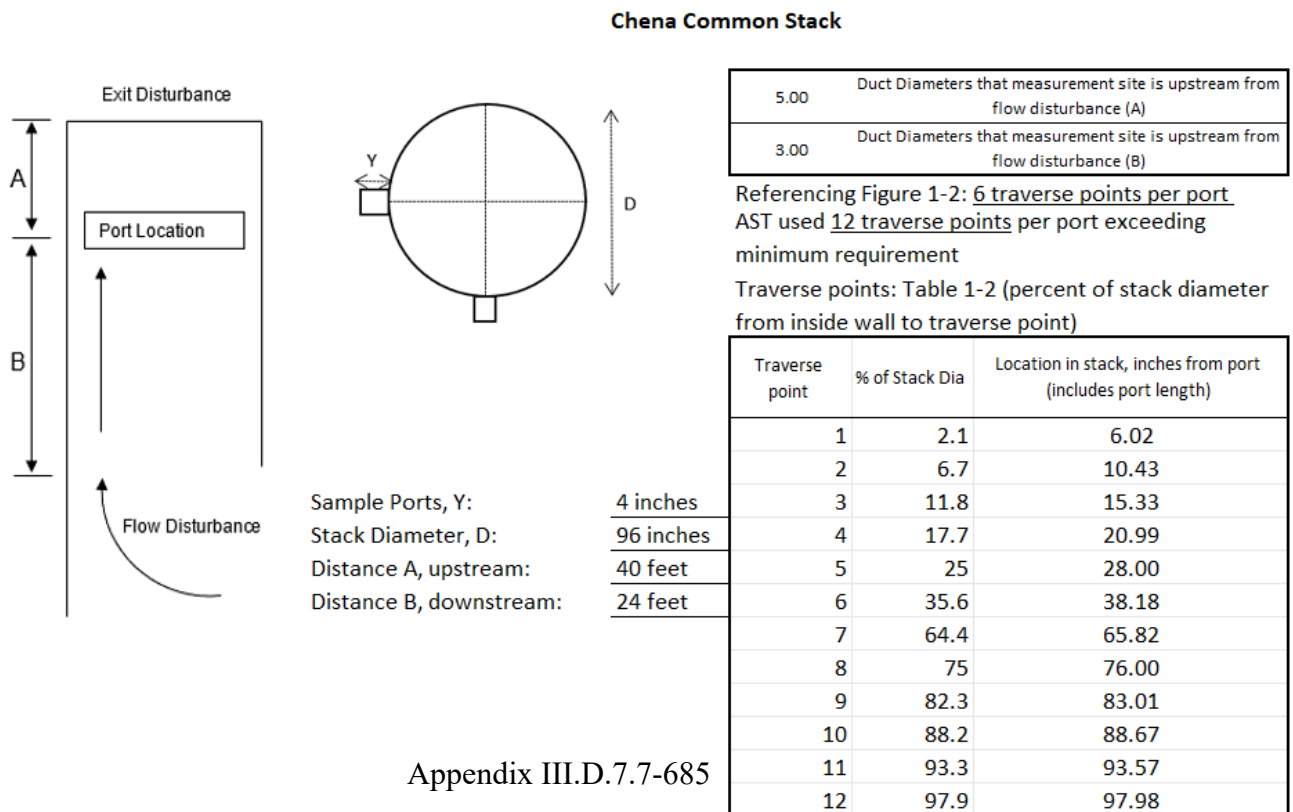 Chena Common Stack
Exit Disturbance
A
Port Location
B
Flow Disturbance
Y
D
Sample Ports, Y: 4 inches
Stack Diameter, D: 96 inches
Distance A, upstream: 40 feet
Distance B, downstream: 24 feet
5.00 Duct Diameters that measurement site is upstream from
flow disturbance (A)
3.00 Duct Diameters that measurement site is upstream from
flow disturbance (B)
Referencing Figure 1-2: 6 traverse points per port
AST used 12 traverse points per port exceeding
minimum requirement
Traverse points: Table 1-2 (percent of stack diameter
from inside wall to traverse point)
Traverse point % of Stack Dia Location in stack, inches from port (includes port length)
1 2.1 6.02
2 6.7 10.43
3 11.8 15.33
4 17.7 20.99
5 25 28.00
6 35.6 38.18
7 64.4 65.82
8 75 76.00
9 82.3 83.01
10 88.2 88.67
11 93.3 93.57
12 97.9 97.98
Appendix III.D.7.7-685